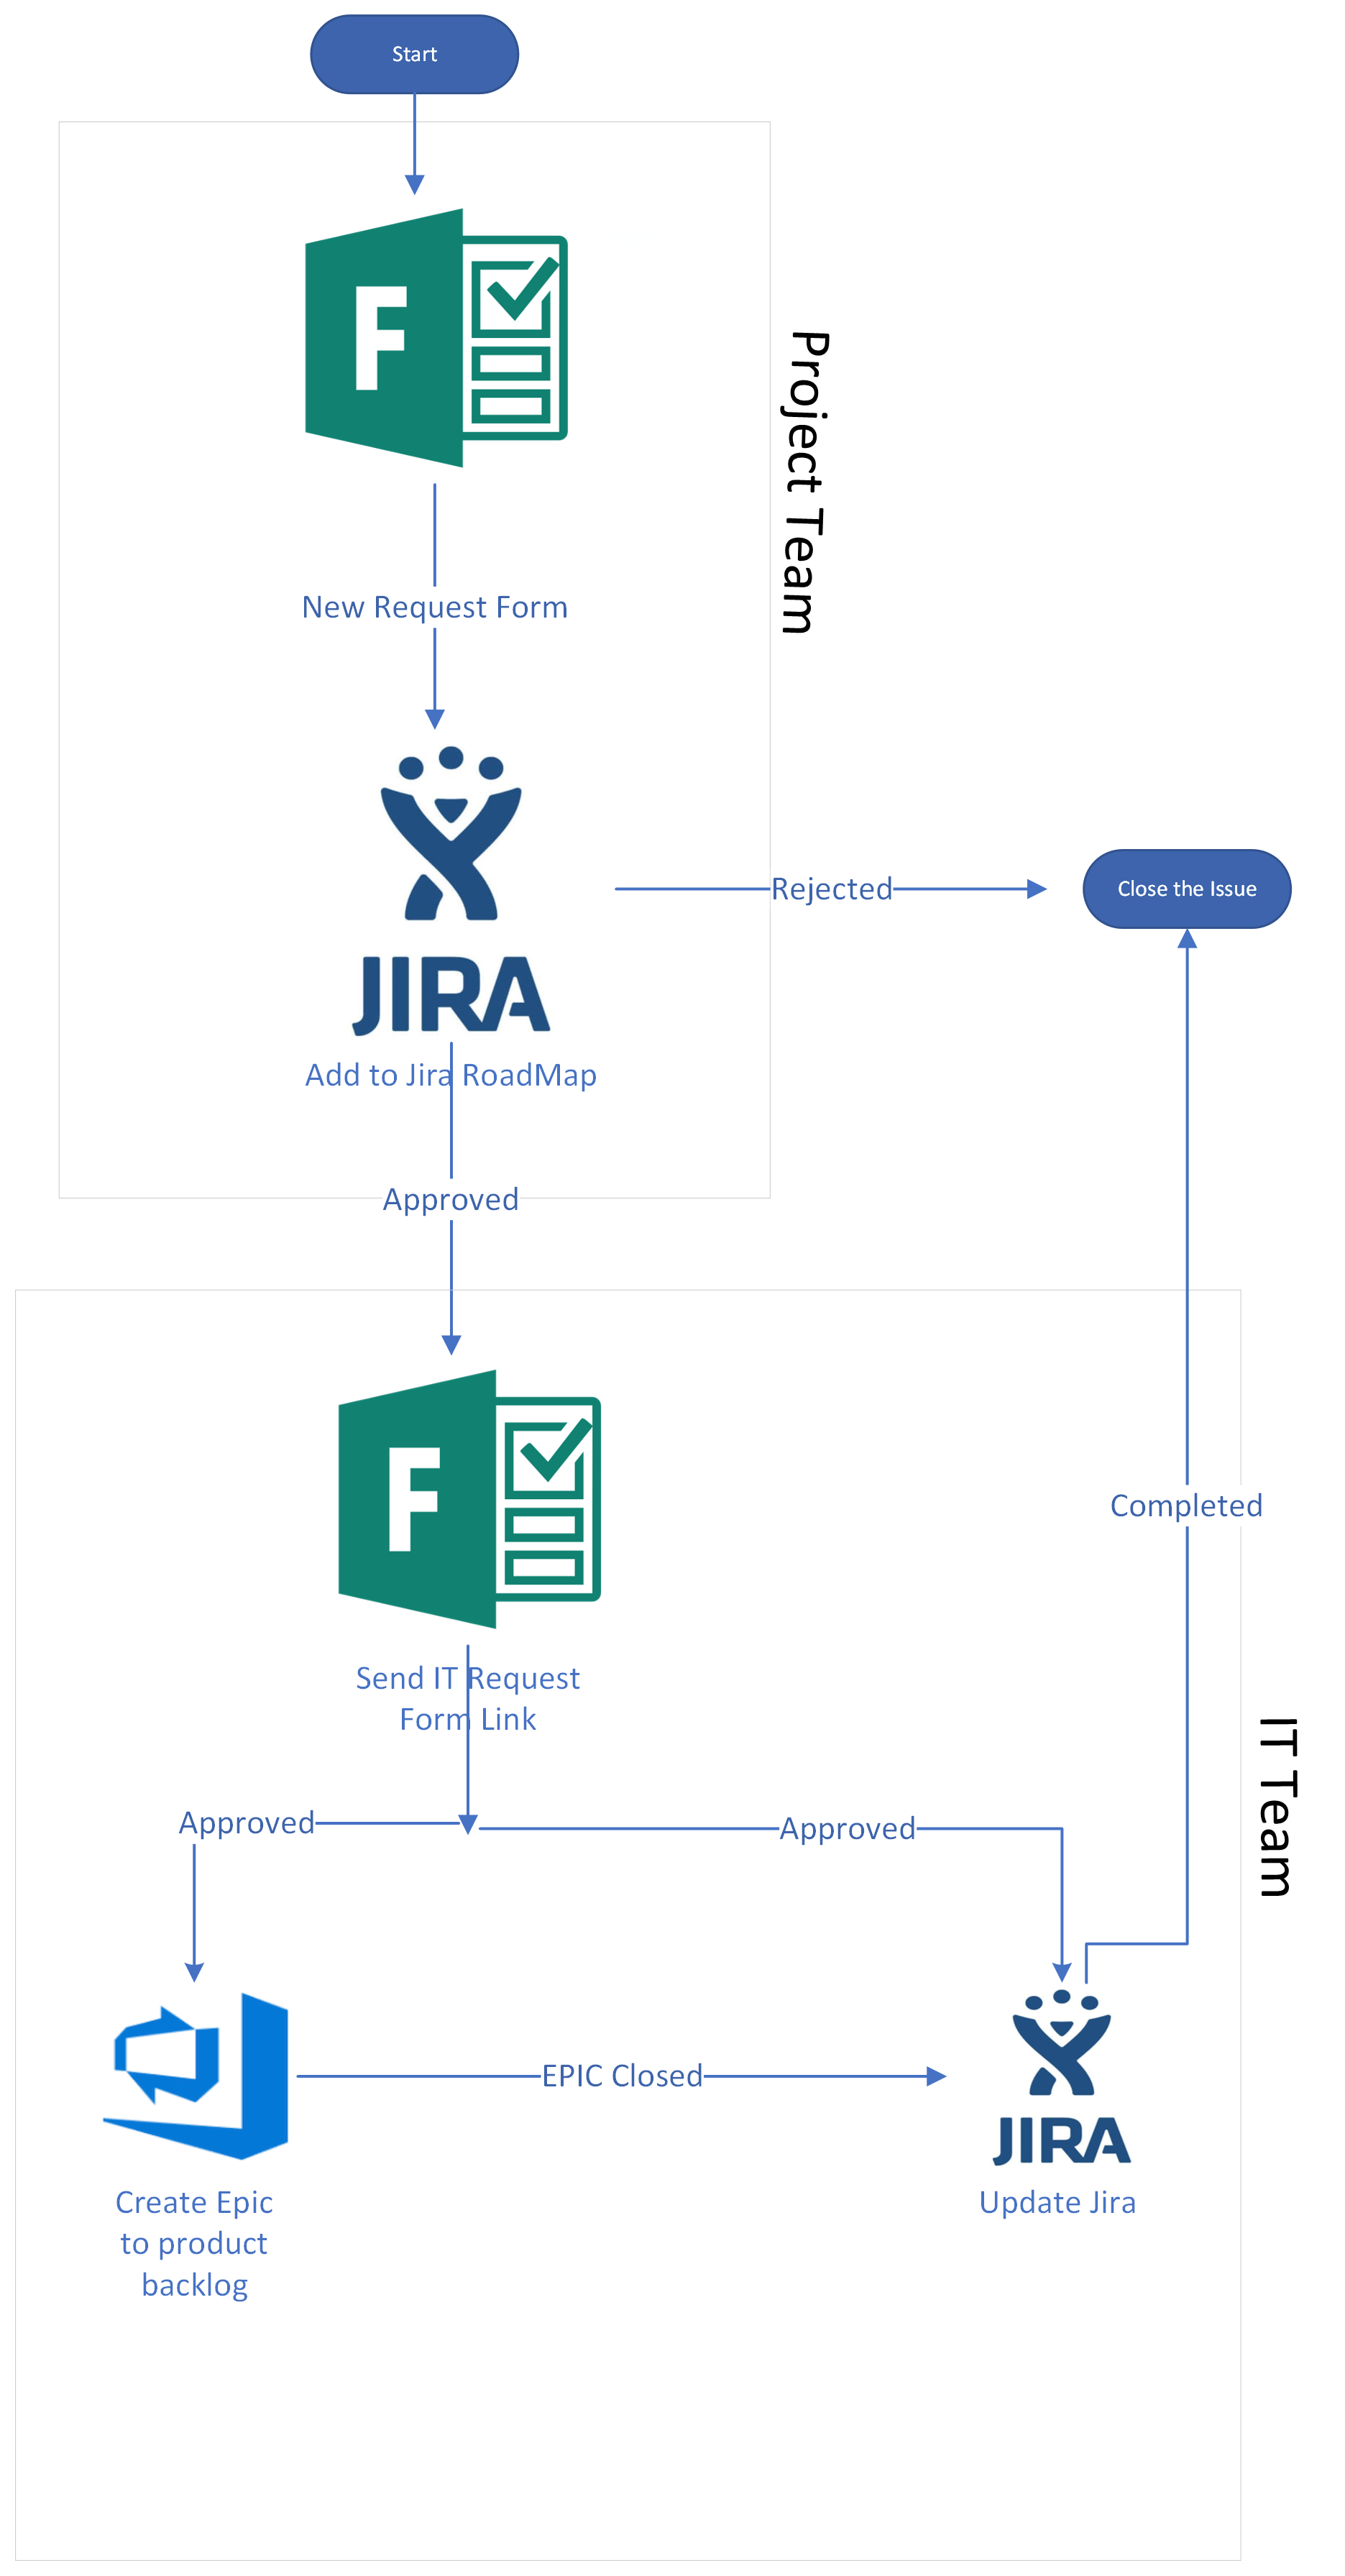 Start
F
Project Team
New Request Form
JIRA
Add to Jira RoadMap
Rejected
Close the Issue
Approved
F
Send IT Request
Form Link
Completed
IT Team
Approved
Approved
EPIC Closed
JIRA
Create Epic
to product
backlog
Update Jira